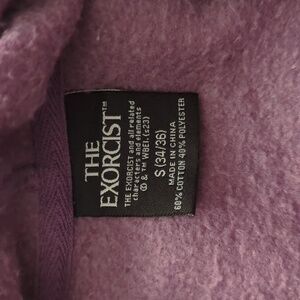 THE
EXORCIST™
THE EXORCIST and all related
characters and elements
© & ™ WBEI. (s23)
S (34/36)
MADE IN CHINA
60% COTTON 40% POLYESTER